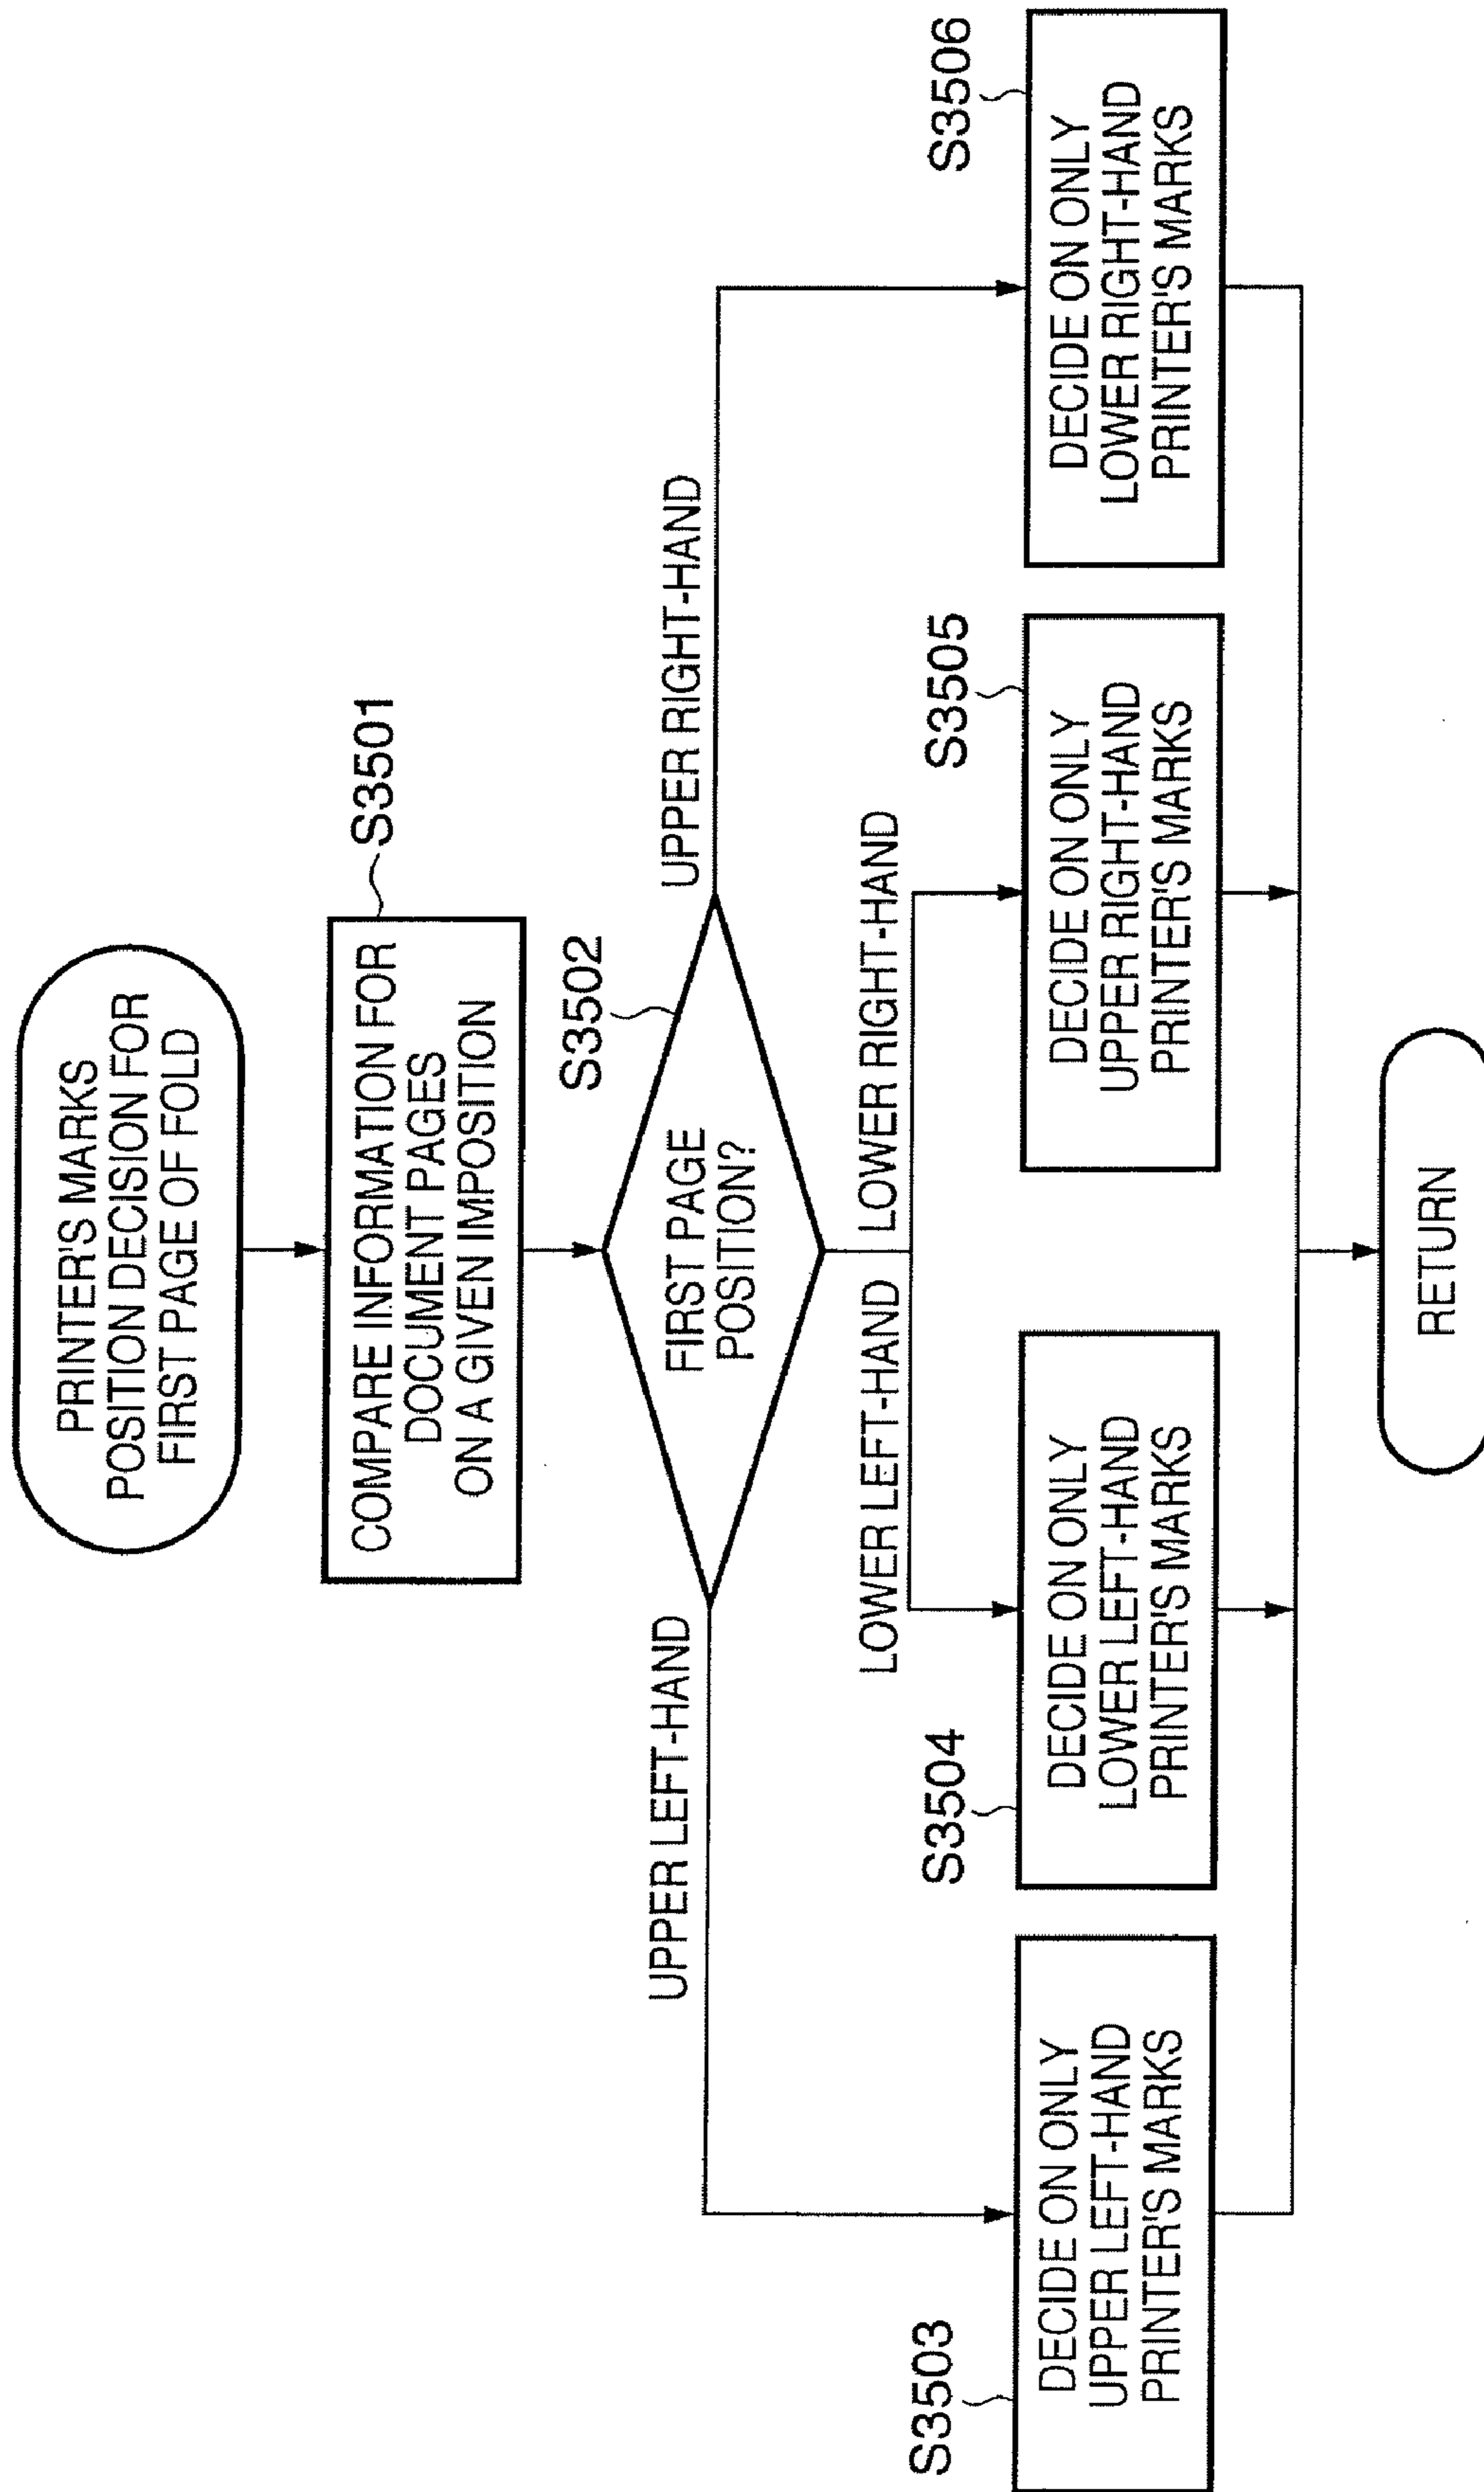 PRINTER'S MARKS
POSITION DECISION FOR
FIRST PAGE OF FOLD
S3501
COMPARE INFORMATION FOR
DOCUMENT PAGES
ON A GIVEN IMPOSITION
S3502
FIRST PAGE
POSITION?
UPPER LEFT-HAND
UPPER RIGHT-HAND
LOWER LEFT-HAND
LOWER RIGHT-HAND
S3503
DECIDE ON ONLY
UPPER LEFT-HAND
PRINTER'S MARKS
S3504
DECIDE ON ONLY
LOWER LEFT-HAND
PRINTER'S MARKS
S3505
DECIDE ON ONLY
UPPER RIGHT-HAND
PRINTER'S MARKS
S3506
DECIDE ON ONLY
LOWER RIGHT-HAND
PRINTER'S MARKS
RETURN